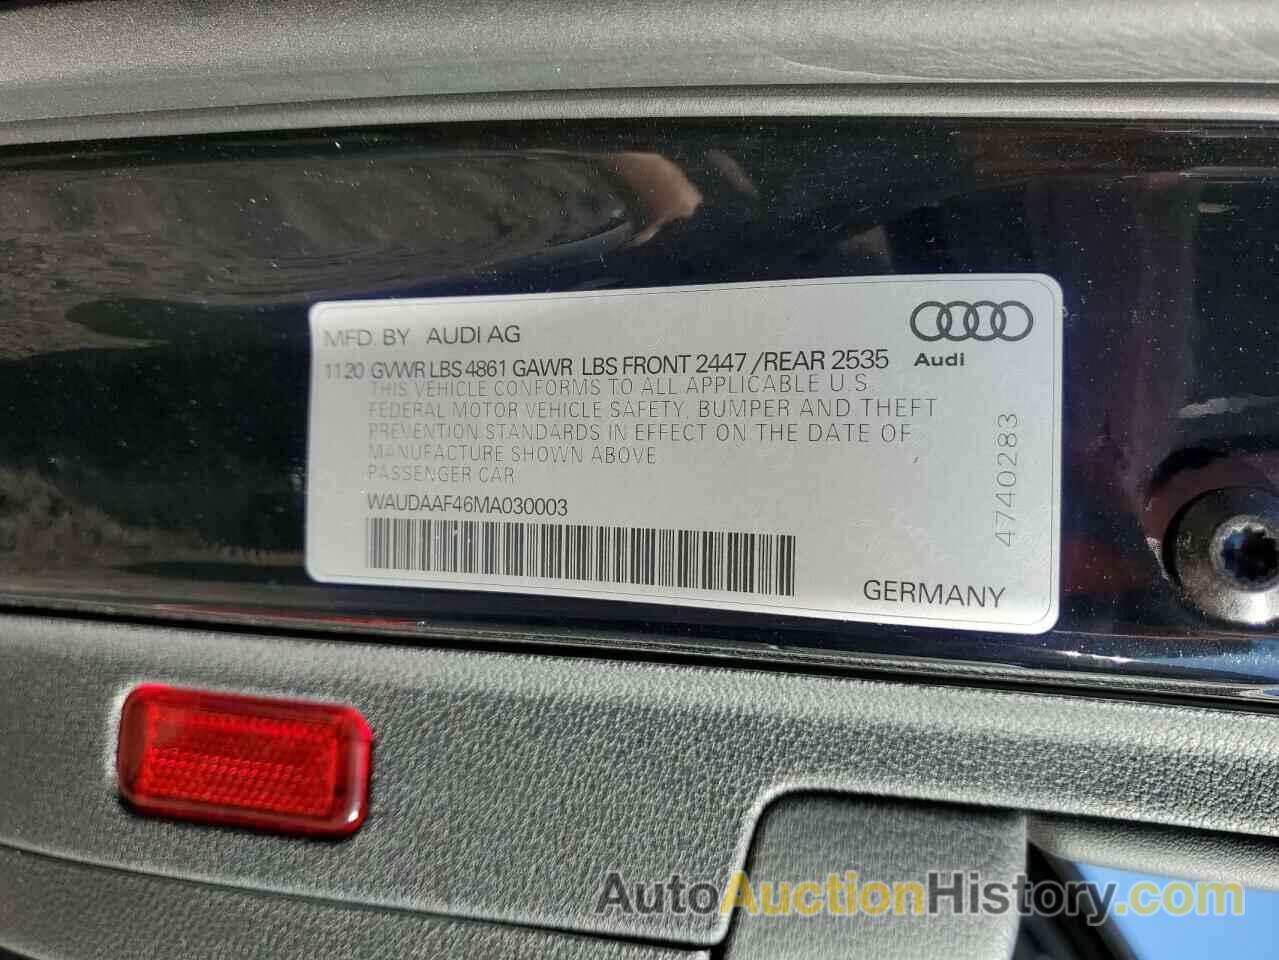 MFD. BY AUDI AG
Audi
11 20 GVWR LBS 4861 GAWR LBS FRONT 2447 /REAR 2535
THIS VEHICLE CONFORMS TO ALL APPLICABLE U.S
FEDERAL MOTOR VEHICLE SAFETY, BUMPER AND THEFT
PREVENTION STANDARDS IN EFFECT ON THE DATE OF
MANUFACTURE SHOWN ABOVE
PASSENGER CAR
WAUDAAF46MA030003
4740283
GERMANY
AutoAuctionHistory.com